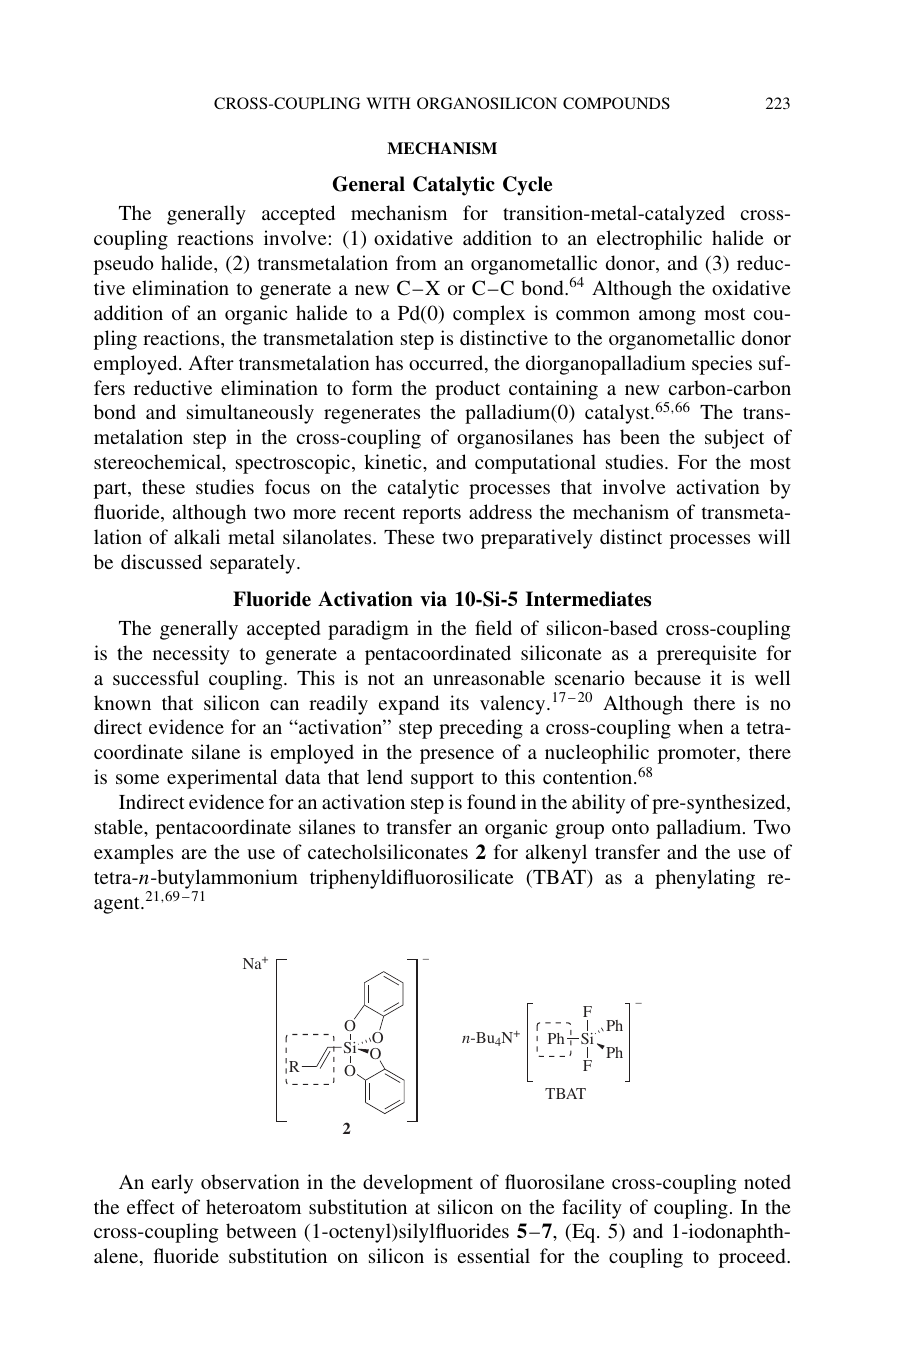 CROSS-COUPLING WITH ORGANOSILICON COMPOUNDS 223
MECHANISM
General Catalytic Cycle
The generally accepted mechanism for transition-metal-catalyzed cross-
coupling reactions involve: (1) oxidative addition to an electrophilic halide or
pseudo halide, (2) transmetalation from an organometallic donor, and (3) reduc-
tive elimination to generate a new C–X or C–C bond.64 Although the oxidative
addition of an organic halide to a Pd(0) complex is common among most cou-
pling reactions, the transmetalation step is distinctive to the organometallic donor
employed. After transmetalation has occurred, the diorganopalladium species suf-
fers reductive elimination to form the product containing a new carbon-carbon
bond and simultaneously regenerates the palladium(0) catalyst.65,66 The trans-
metalation step in the cross-coupling of organosilanes has been the subject of
stereochemical, spectroscopic, kinetic, and computational studies. For the most
part, these studies focus on the catalytic processes that involve activation by
fluoride, although two more recent reports address the mechanism of transmeta-
lation of alkali metal silanolates. These two preparatively distinct processes will
be discussed separately.
Fluoride Activation via 10-Si-5 Intermediates
The generally accepted paradigm in the field of silicon-based cross-coupling
is the necessity to generate a pentacoordinated siliconate as a prerequisite for
a successful coupling. This is not an unreasonable scenario because it is well
known that silicon can readily expand its valency.17–20 Although there is no
direct evidence for an “activation” step preceding a cross-coupling when a tetra-
coordinate silane is employed in the presence of a nucleophilic promoter, there
is some experimental data that lend support to this contention.68
Indirect evidence for an activation step is found in the ability of pre-synthesized,
stable, pentacoordinate silanes to transfer an organic group onto palladium. Two
examples are the use of catecholsiliconates 2 for alkenyl transfer and the use of
tetra-n-butylammonium triphenyldifluorosilicate (TBAT) as a phenylating re-
agent.21,69–71
Na+
–
O
O
Si
O
R
O
2
n-Bu4N+
–
F
Ph
Ph Si
Ph
F
TBAT
An early observation in the development of fluorosilane cross-coupling noted
the effect of heteroatom substitution at silicon on the facility of coupling. In the
cross-coupling between (1-octenyl)silylfluorides 5–7, (Eq. 5) and 1-iodonaphth-
alene, fluoride substitution on silicon is essential for the coupling to proceed.